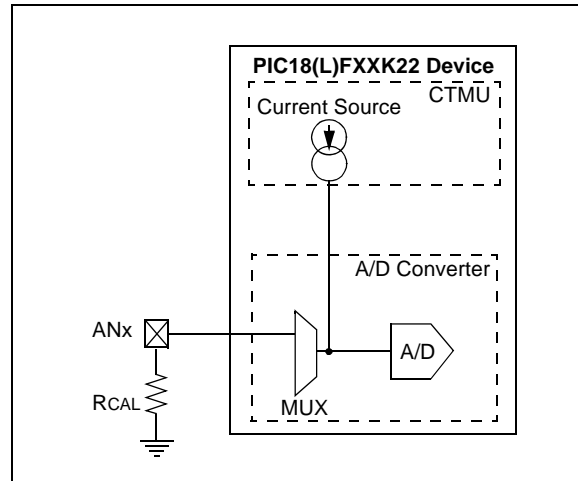 PIC18(L)FXXK22 Device
CTMU
Current Source
A/D Converter
ANx
A/D
RCAL
MUX